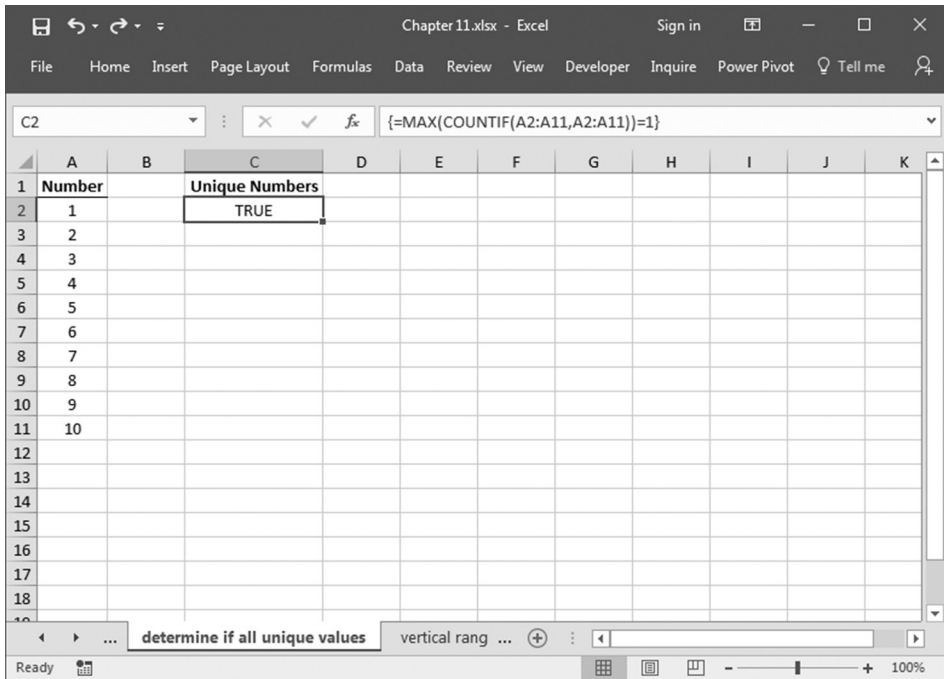 Chapter 11.xlsx - Excel Sign in
File Home Insert Page Layout Formulas Data Review View Developer Inquire Power Pivot Tell me
C2 fx {=MAX(COUNTIF(A2:A11,A2:A11))=1}
A B C D E F G H I J K
1 Number Unique Numbers
2 1 TRUE
3 2
4 3
5 4
6 5
7 6
8 7
9 8
10 9
11 10
12
13
14
15
16
17
18
19
... determine if all unique values vertical rang ...
Ready 100%